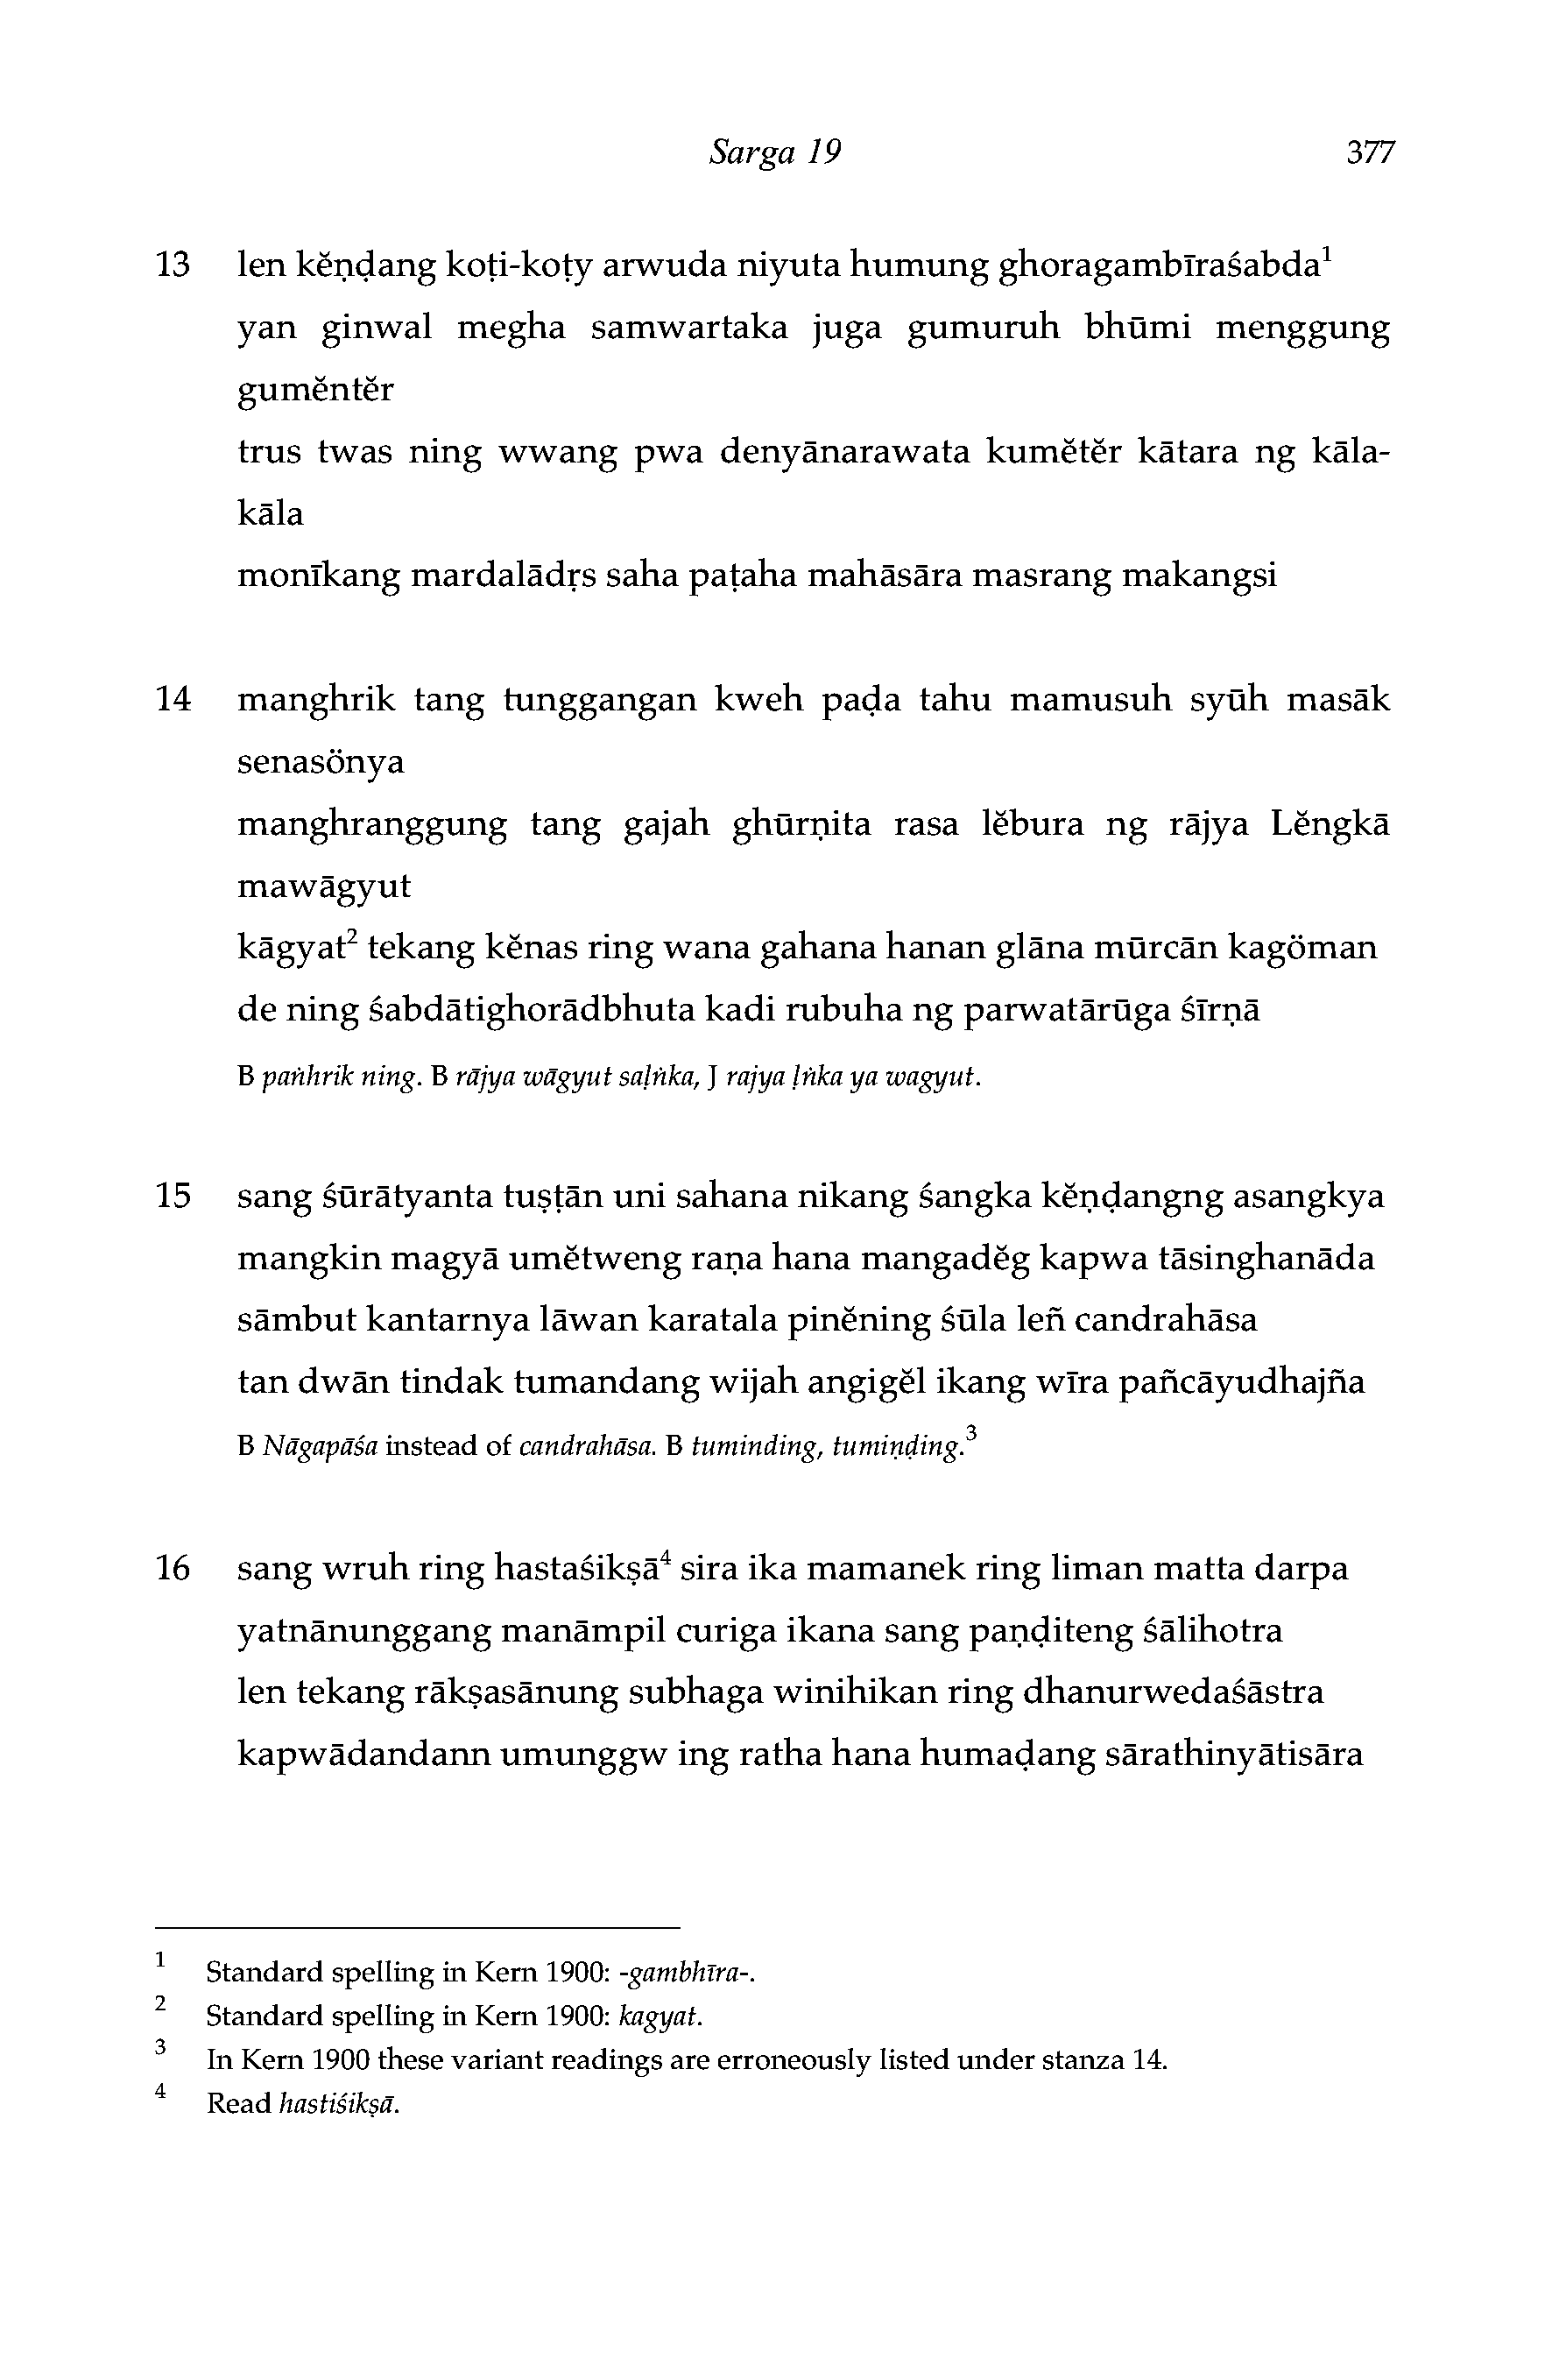 Sarga 19 377
13 len kĕṇḍang koṭi-koṭy arwuda niyuta humung ghoragambīraśabda¹
yan ginwal megha samwartaka juga gumuruh bhūmi menggung
gumĕntĕr
trus twas ning wwang pwa denyānarawata kumĕtĕr kātara ng kāla-
kāla
monīkang mardalādṛs saha paṭaha mahāsāra masrang makangsi
14 manghrik tang tunggangan kweh paḍa tahu mamusuh syūh masāk
senasönya
manghranggung tang gajah ghūrṇita rasa lĕbura ng rājya Lĕngkā
mawāgyut
kāgyat² tekang kĕnas ring wana gahana hanan glāna mūrcān kagöman
de ning śabdātighorādbhuta kadi rubuha ng parwatārūga śīrṇā
B paṅhrik ning. B rājya wāgyut saḷṅka, J rajya ḷṅka ya wagyut.
15 sang śūrātyanta tuṣṭān uni sahana nikang śangka kĕṇḍangng asangkya
mangkin magyā umĕtweng raṇa hana mangadĕg kapwa tāsinghanāda
sāmbut kantarnya lāwan karatala pinĕning śūla leñ candrahāsa
tan dwān tindak tumandang wijah angigĕl ikang wīra pañcāyudhajña
B Nāgapāśa instead of candrahāsa. B tuminding, tumiṇḍing.³
16 sang wruh ring hastaśikṣā⁴ sira ika mamanek ring liman matta darpa
yatnānunggang manāmpil curiga ikana sang paṇḍiteng śālihotra
len tekang rākṣasānung subhaga winihikan ring dhanurwedaśāstra
kapwādandann umunggw ing ratha hana humaḍang sārathinyātisāra
1 Standard spelling in Kern 1900: -gambhīra-.
2 Standard spelling in Kern 1900: kagyat.
3 In Kern 1900 these variant readings are erroneously listed under stanza 14.
4 Read hastiśikṣā.